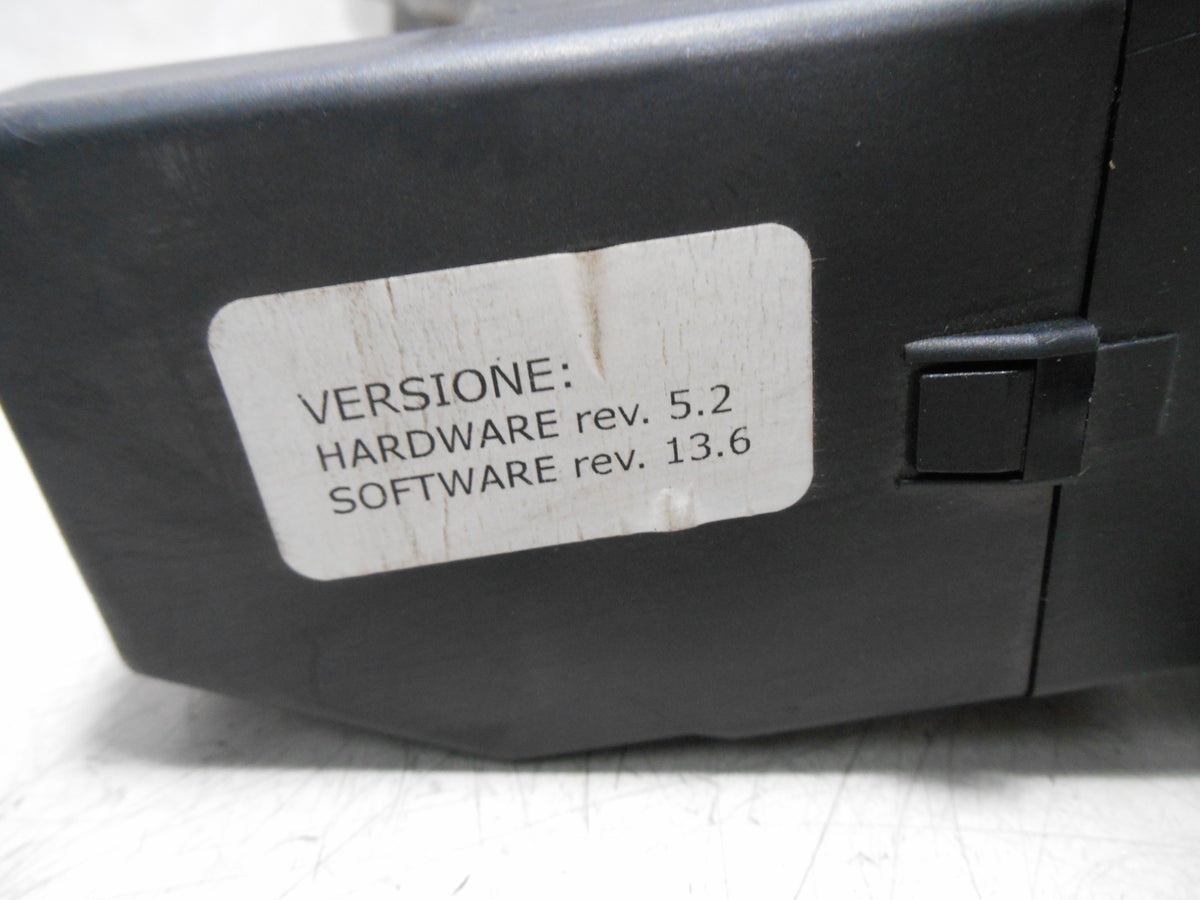 VERSIONE:
HARDWARE rev. 5.2
SOFTWARE rev. 13.6